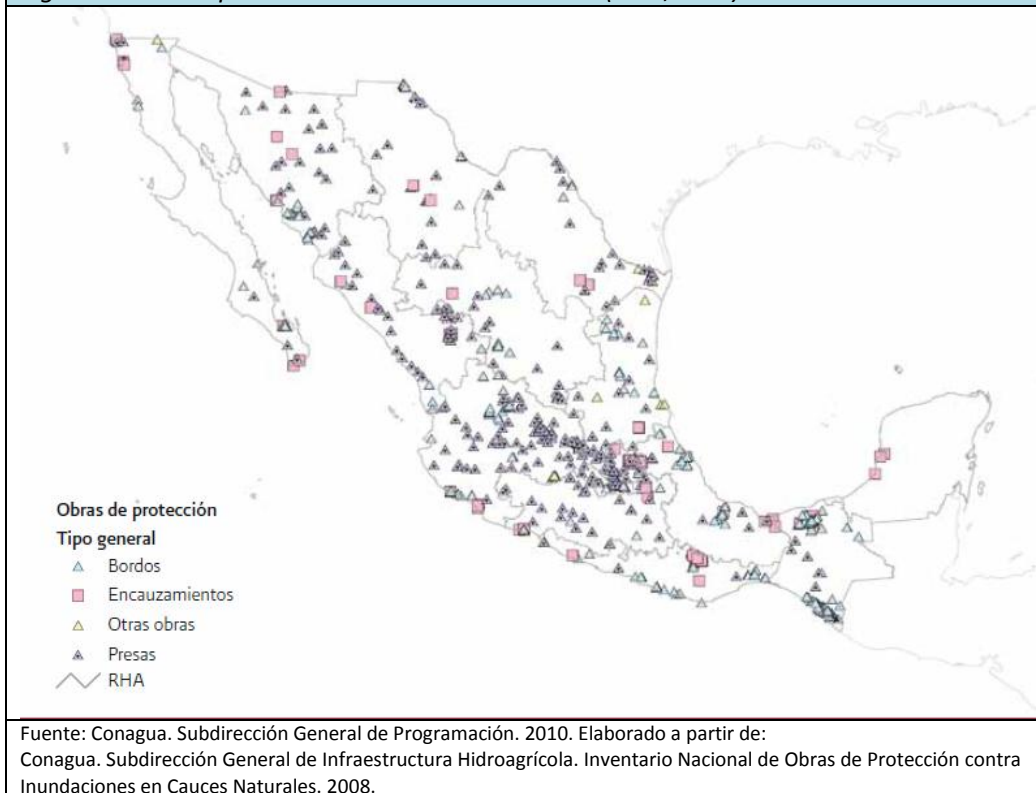 Obras de protección
Tipo general
Bordos
Encauzamientos
Otras obras
Presas
RHA
Fuente: Conagua. Subdirección General de Programación. 2010. Elaborado a partir de:
Conagua. Subdirección General de Infraestructura Hidroagrícola. Inventario Nacional de Obras de Protección contra
Inundaciones en Cauces Naturales. 2008.